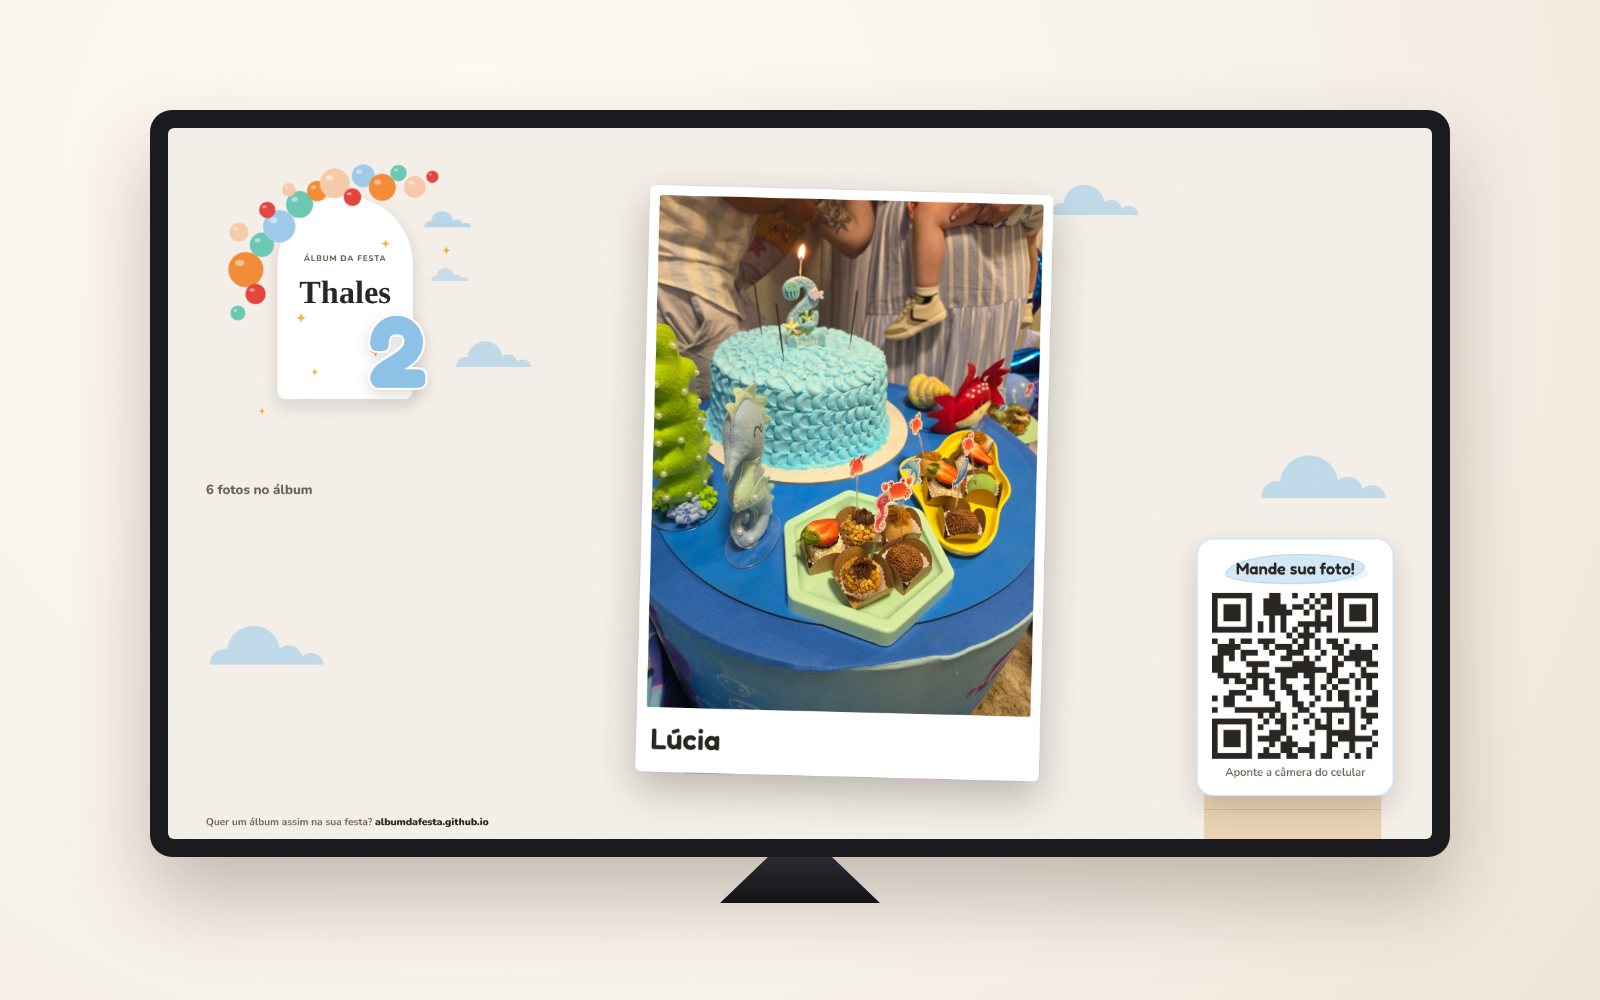 ÁLBUM DA FESTA
Thales
2
6 fotos no álbum
Lúcia
Mande sua foto!
Aponte a câmera do celular
Quer um álbum assim na sua festa? albumdafesta.github.io